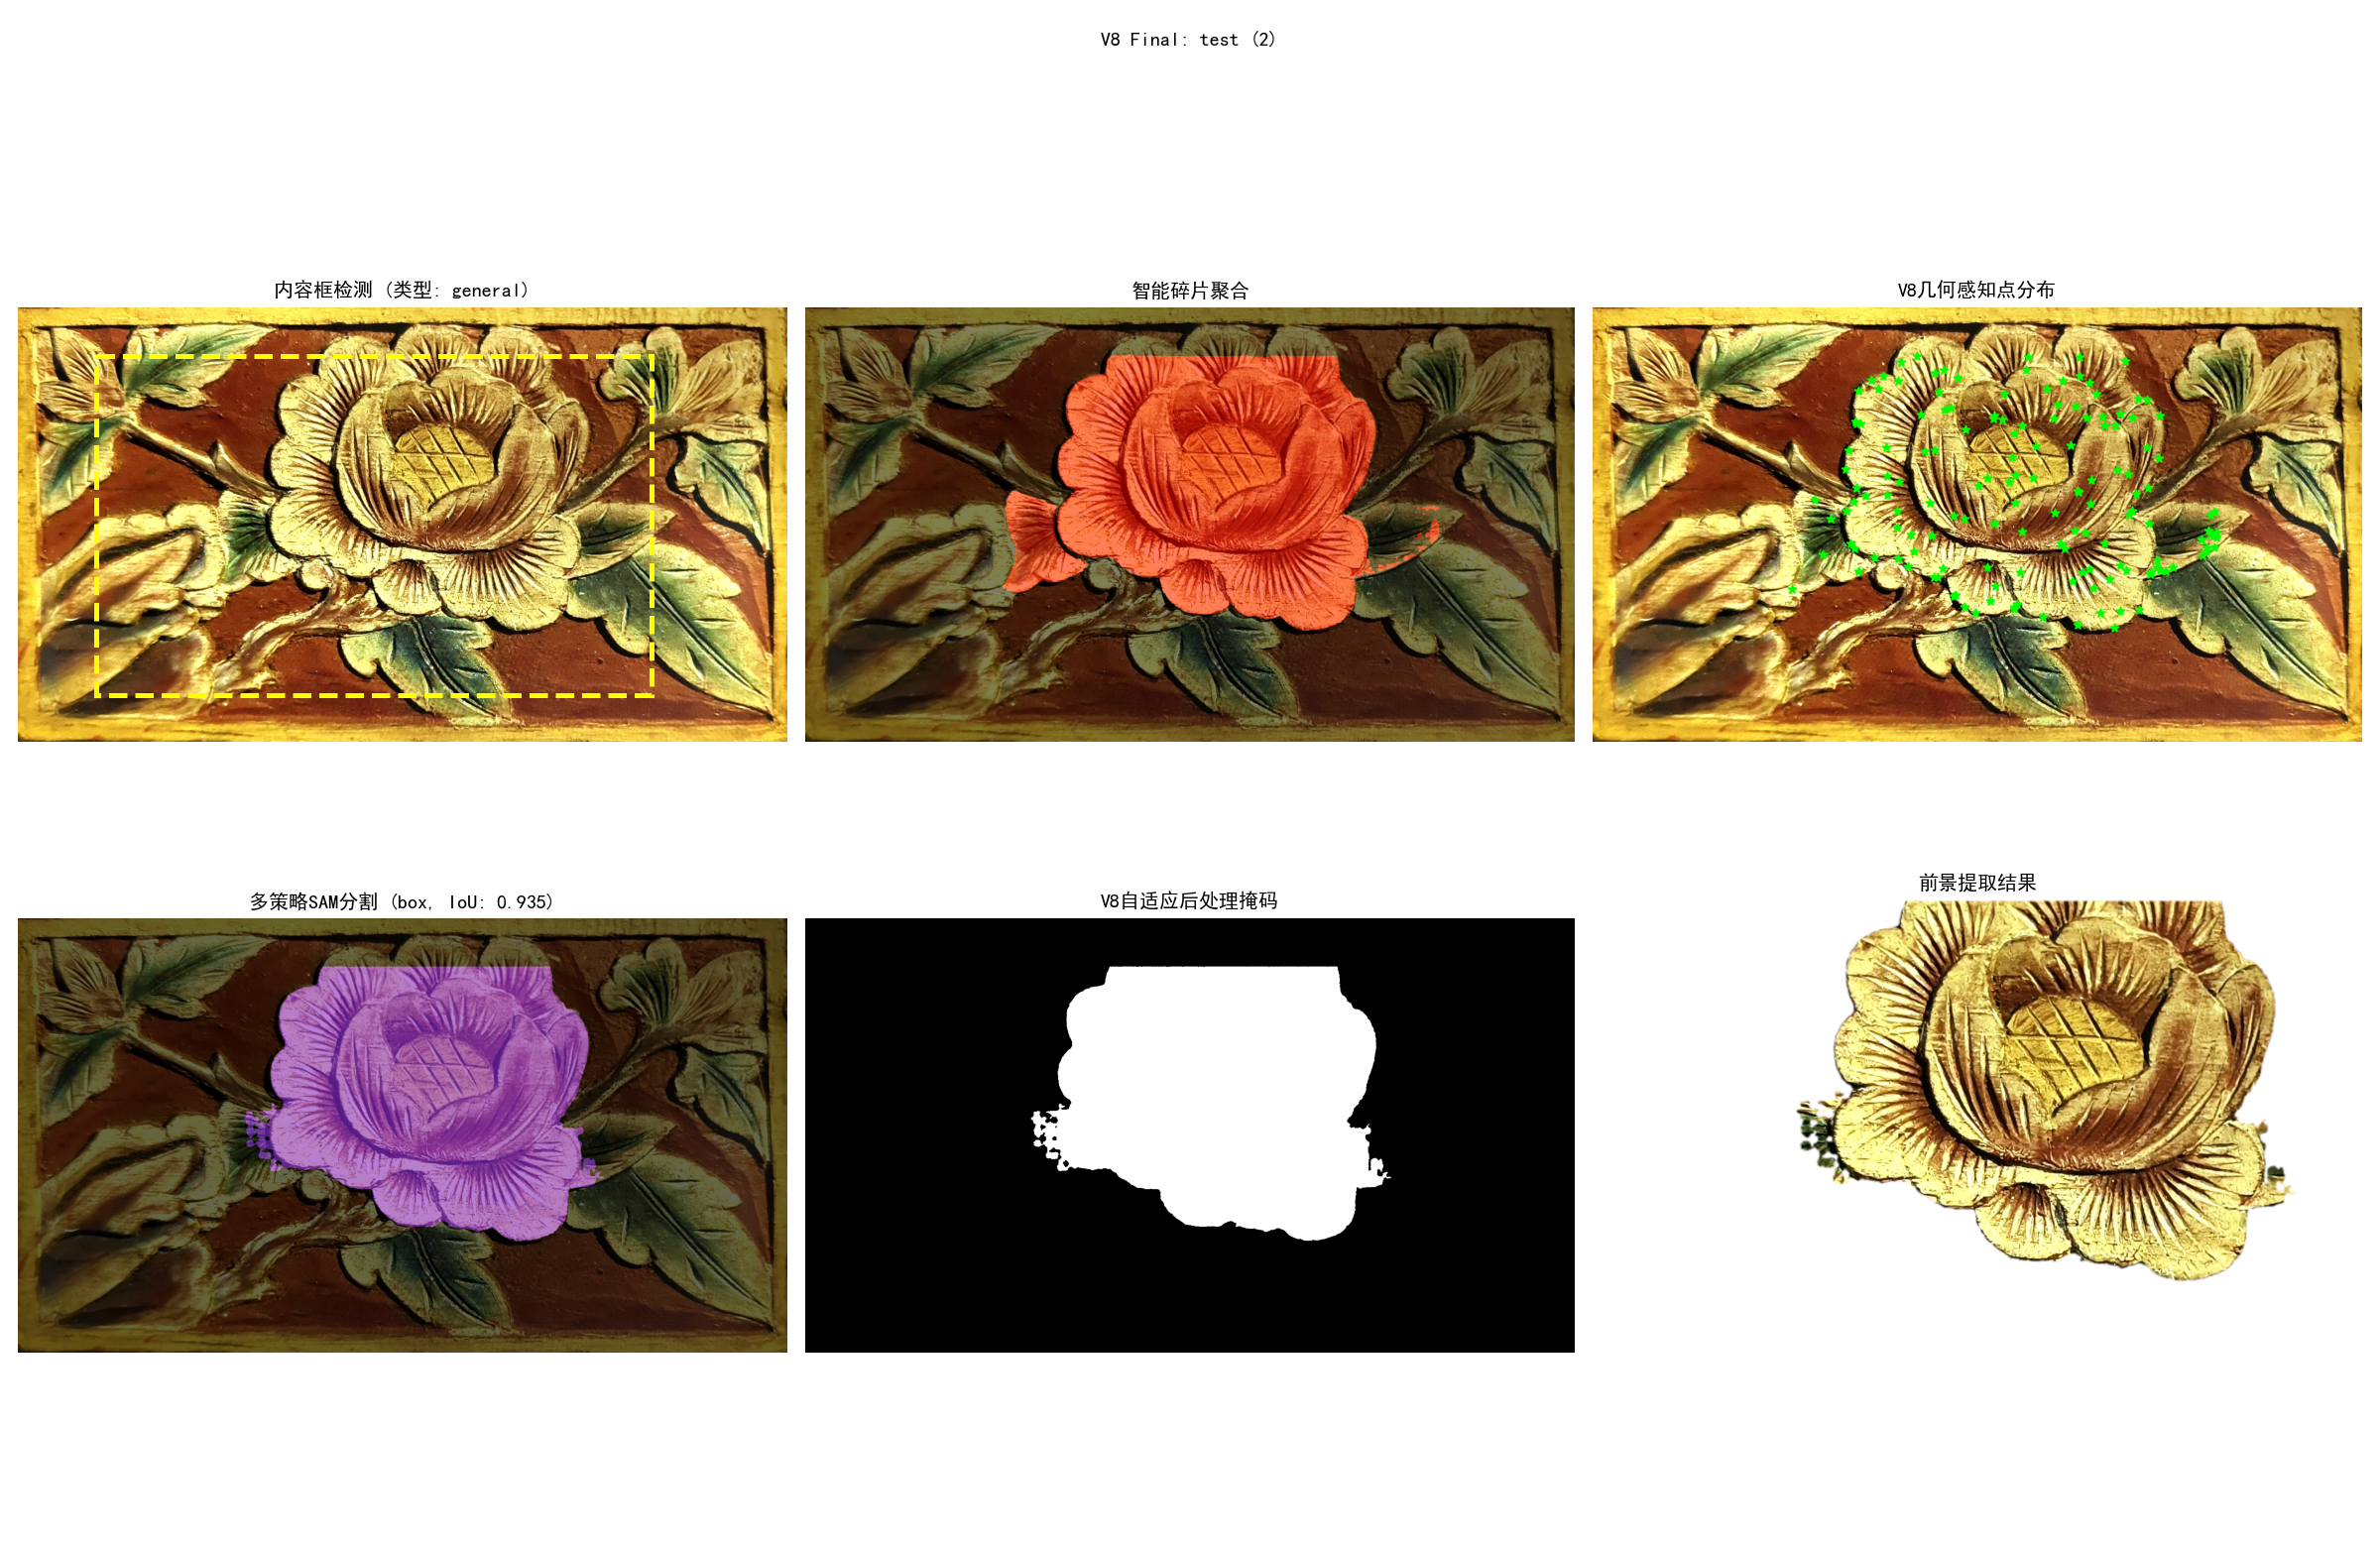 V8 Final: test (2)
内容框检测 (类型: general)
智能碎片聚合
V8几何感知点分布
多策略SAM分割 (box, IoU: 0.935)
V8自适应后处理掩码
前景提取结果